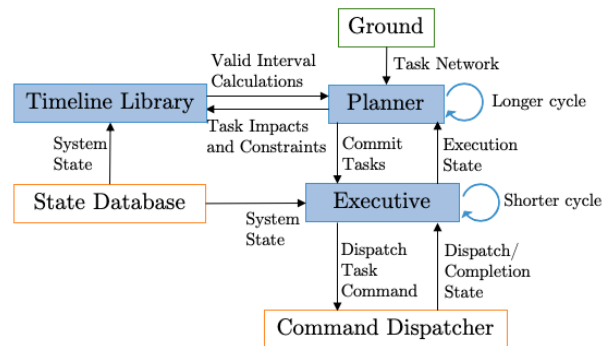 Ground
Valid Interval
Calculations
Task Network
Timeline Library
Planner
Longer cycle
Task Impacts
and Constraints
System
State
Commit
Tasks
Execution
State
State Database
Executive
Shorter cycle
System
State
Dispatch
Task
Command
Dispatch/
Completion
State
Command Dispatcher